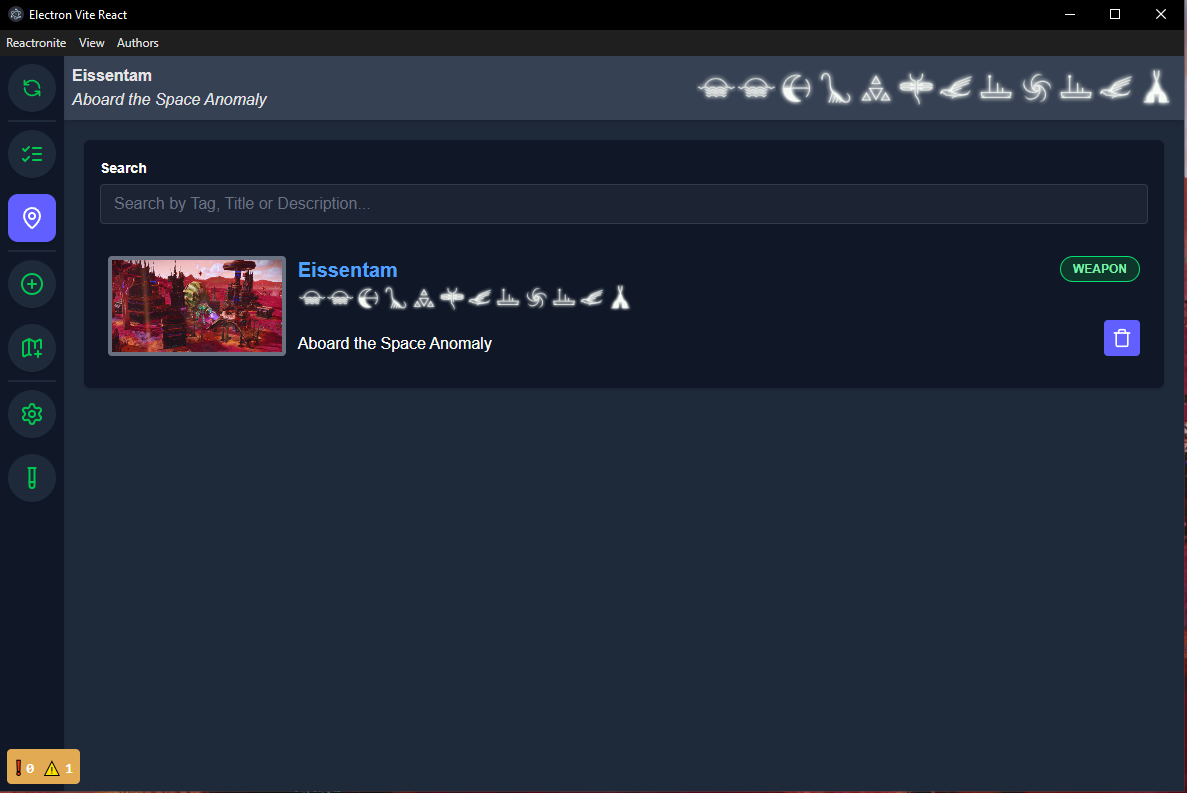 Electron Vite React
Reactronite View Authors
Eissentam
Aboard the Space Anomaly
Search
Search by Tag, Title or Description...
Eissentam
WEAPON
Aboard the Space Anomaly
0 1